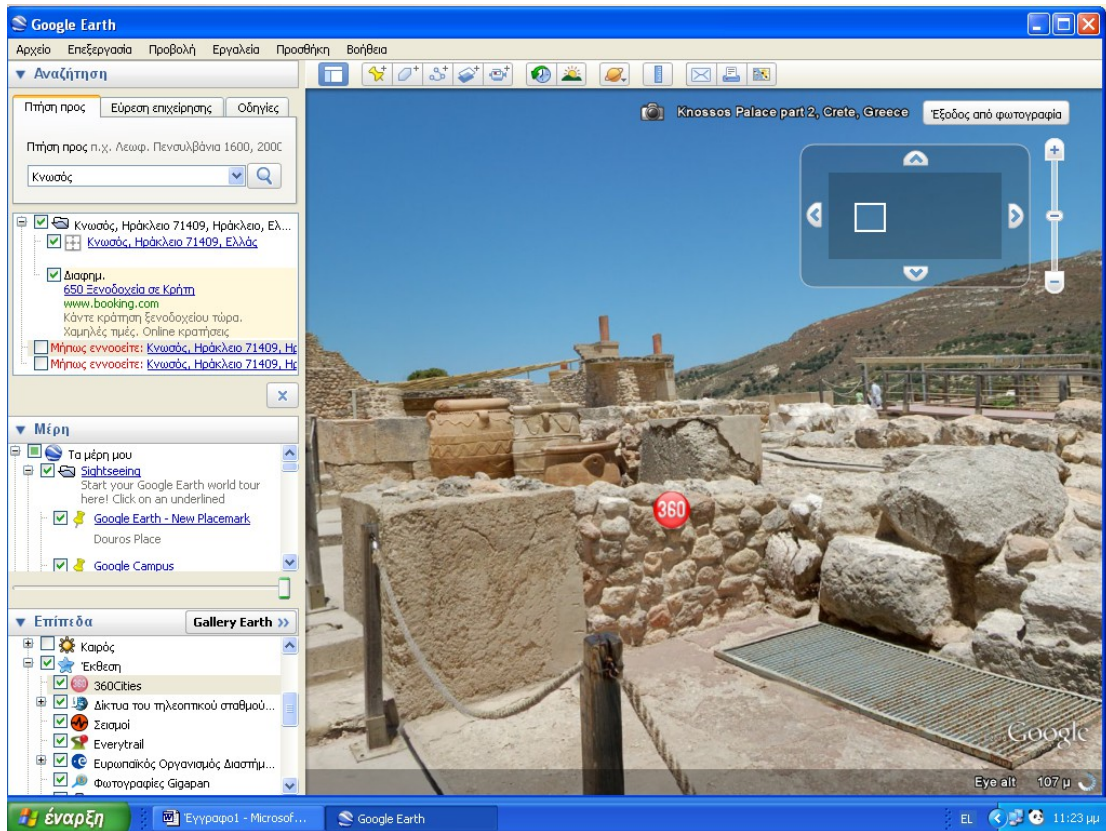 Google Earth
Αρχείο Επεξεργασία Προβολή Εργαλεία Προσθήκη Βοήθεια
Αναζήτηση
Πτήση προς Εύρεση επιχείρησης Οδηγίες
Πτήση προς π.χ. Λεωφ. Πενσυλβάνια 1600, 2000
Κνωσός
Κνωσός, Ηράκλειο 71409, Ηράκλειο, Ελ...
Κνωσός, Ηράκλειο 71409, Ελλάς
Διαφημ.
650 Ξενοδοχεία σε Κρήτη
www.booking.com
Κάντε κράτηση ξενοδοχείου τώρα.
Χαμηλές τιμές. Online κρατήσεις
Μήπως εννοείτε: Κνωσός, Ηράκλειο 71409, Ηρ
Μήπως εννοείτε: Κνωσός, Ηράκλειο 71409, Ηρ
Μέρη
Τα μέρη μου
Sightseeing
Start your Google Earth world tour
here! Click on an underlined
Google Earth - New Placemark
Douros Place
Google Campus
Επίπεδα
Gallery Earth >>
Καιρός
Έκθεση
360Cities
Δίκτυα του τηλεοπτικού σταθμού...
Σεισμοί
Everytrail
Ευρωπαϊκός Οργανισμός Διαστήμ...
Φωτογραφίες Gigapan
Knossos Palace part 2, Crete, Greece
Έξοδος από φωτογραφία
360
Google
Eye alt 107 μ
έναρξη
Έγγραφο1 - Microsof...
Google Earth
EL
11:23 μμ